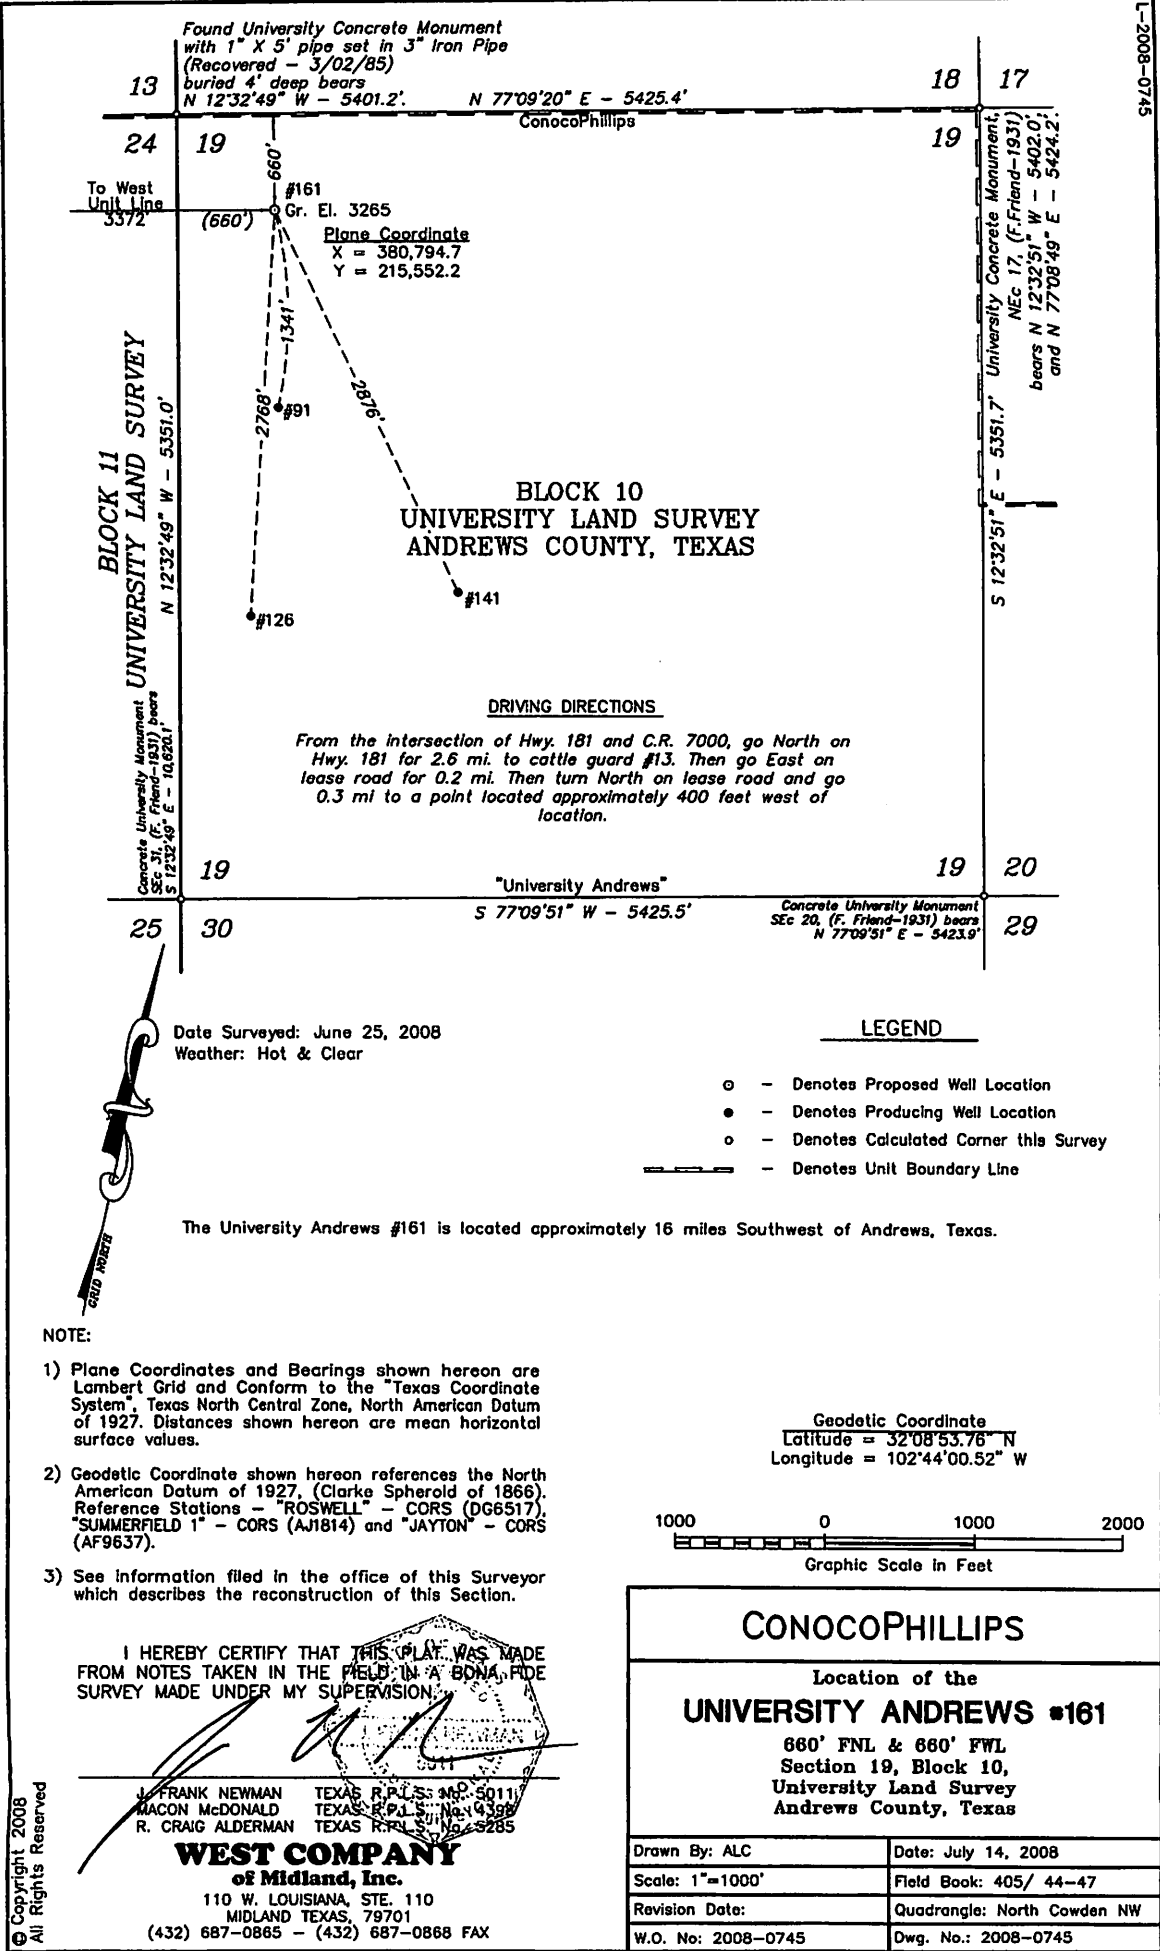 L-2008-0745
Found University Concrete Monument
with 1" X 5' pipe set in 3" Iron Pipe
(Recovered - 3/02/85)
buried 4' deep bears
N 12°32'49" W - 5401.2'.
N 77°09'20" E - 5425.4'
13
18
17
ConocoPhillips
24
19
19
660'
To West
Unit Line
3372'
(660')
#161
Gr. El. 3265
Plane Coordinate
X = 380,794.7
Y = 215,552.2
1341'
2768'
2876'
#91
#126
#141
BLOCK 11
UNIVERSITY LAND SURVEY
N 12°32'49" W - 5351.0'
Concrete University Monument
SEc 31, (F. Friend-1931) bears
S 12°32'49" E - 10,620.1'
BLOCK 10
UNIVERSITY LAND SURVEY
ANDREWS COUNTY, TEXAS
S 12°32'51" E - 5351.7'
University Concrete Monument,
NEc 17, (F.Friend-1931)
bears N 12°32'51" W - 5402.0'
and N 77°08'49" E - 5424.2'.
DRIVING DIRECTIONS
From the intersection of Hwy. 181 and C.R. 7000, go North on
Hwy. 181 for 2.6 mi. to cattle guard #13. Then go East on
lease road for 0.2 mi. Then turn North on lease road and go
0.3 mi to a point located approximately 400 feet west of
location.
19
19
20
"University Andrews"
S 77°09'51" W - 5425.5'
Concrete University Monument
SEc 20, (F. Friend-1931) bears
N 77°09'51" E - 5423.9'
25
30
29
GRID NORTH
Date Surveyed: June 25, 2008
Weather: Hot & Clear
LEGEND
- Denotes Proposed Well Location
- Denotes Producing Well Location
- Denotes Calculated Corner this Survey
- Denotes Unit Boundary Line
The University Andrews #161 is located approximately 16 miles Southwest of Andrews, Texas.
NOTE:
1) Plane Coordinates and Bearings shown hereon are
Lambert Grid and Conform to the "Texas Coordinate
System", Texas North Central Zone, North American Datum
of 1927. Distances shown hereon are mean horizontal
surface values.
2) Geodetic Coordinate shown hereon references the North
American Datum of 1927, (Clarke Spheroid of 1866).
Reference Stations - "ROSWELL" - CORS (DG6517),
"SUMMERFIELD 1" - CORS (AJ1814) and "JAYTON" - CORS
(AF9637).
3) See information filed in the office of this Surveyor
which describes the reconstruction of this Section.
Geodetic Coordinate
Latitude = 32°08'53.76" N
Longitude = 102°44'00.52" W
1000 0 1000 2000
Graphic Scale in Feet
I HEREBY CERTIFY THAT THIS PLAT WAS MADE
FROM NOTES TAKEN IN THE FIELD IN A BONA FIDE
SURVEY MADE UNDER MY SUPERVISION.
J. FRANK NEWMAN TEXAS R.P.L.S. No. 5011
MACON McDONALD TEXAS R.P.L.S. No. 4398
R. CRAIG ALDERMAN TEXAS R.P.L.S. No. 5285
WEST COMPANY
of Midland, Inc.
110 W. LOUISIANA, STE. 110
MIDLAND TEXAS, 79701
(432) 687-0865 - (432) 687-0868 FAX
© Copyright 2008
All Rights Reserved
CONOCOPHILLIPS
Location of the
UNIVERSITY ANDREWS #161
660' FNL & 660' FWL
Section 19, Block 10,
University Land Survey
Andrews County, Texas
Drawn By: ALC
Date: July 14, 2008
Scale: 1"=1000'
Field Book: 405/ 44-47
Revision Date:
Quadrangle: North Cowden NW
W.O. No: 2008-0745
Dwg. No.: 2008-0745